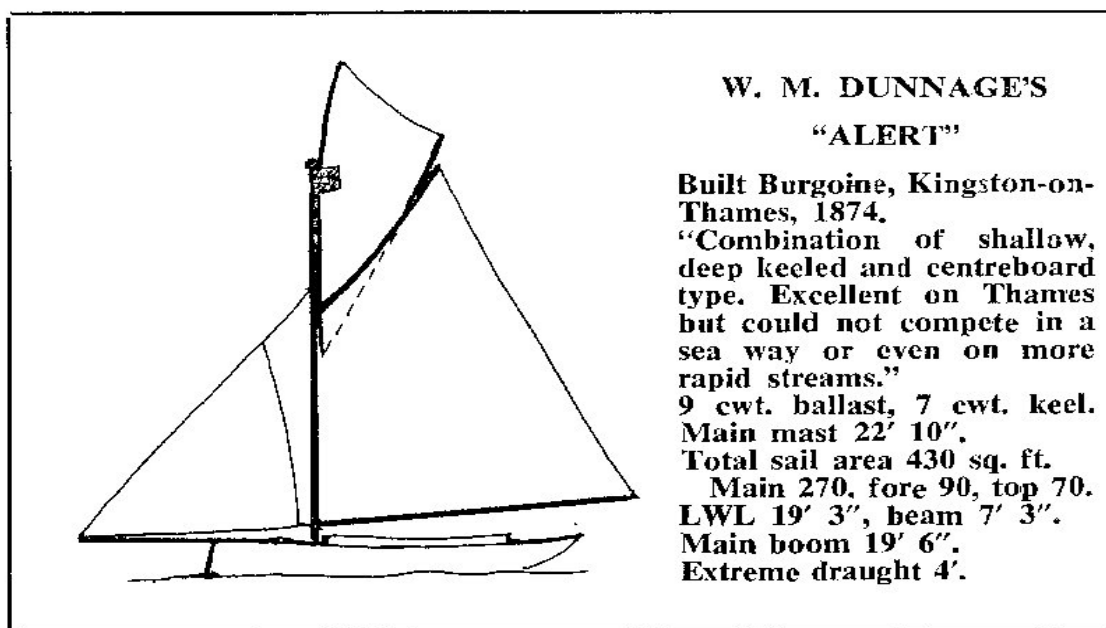 W. M. DUNNAGE'S
“ALERT”
Built Burgoine, Kingston-on-
Thames, 1874.
“Combination of shallow,
deep keeled and centreboard
type. Excellent on Thames
but could not compete in a
sea way or even on more
rapid streams.”
9 cwt. ballast, 7 cwt. keel.
Main mast 22′ 10″.
Total sail area 430 sq. ft.
Main 270, fore 90, top 70.
LWL 19′ 3″, beam 7′ 3″.
Main boom 19′ 6″.
Extreme draught 4′.